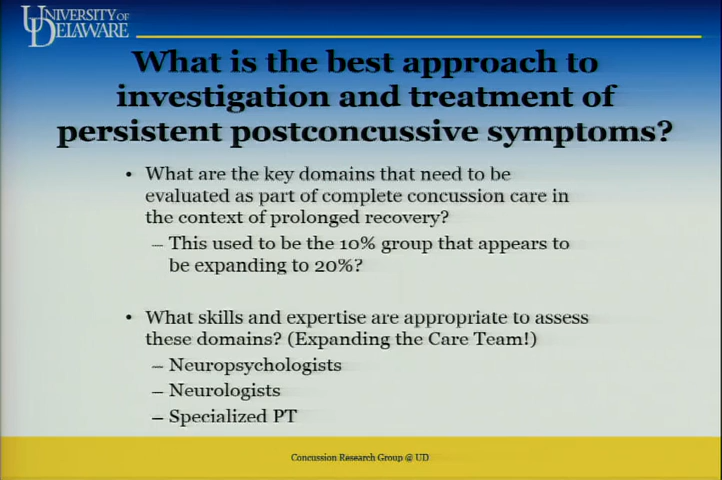 UNIVERSITY OF
DELAWARE
What is the best approach to
investigation and treatment of
persistent postconcussive symptoms?
• What are the key domains that need to be
evaluated as part of complete concussion care in
the context of prolonged recovery?
– This used to be the 10% group that appears to
be expanding to 20%?
• What skills and expertise are appropriate to assess
these domains? (Expanding the Care Team!)
– Neuropsychologists
– Neurologists
– Specialized PT
Concussion Research Group @ UD